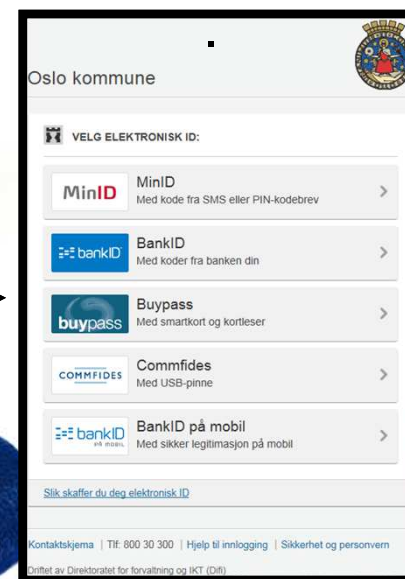 Oslo kommune
VELG ELEKTRONISK ID:
MinID
MinID
Med kode fra SMS eller PIN-kodebrev
bankID
BankID
Med koder fra banken din
buypass
Buypass
Med smartkort og kortleser
COMMFIDES
Commfides
Med USB-pinne
bankID
PÅ MOBIL
BankID på mobil
Med sikker legitimasjon på mobil
Slik skaffer du deg elektronisk ID
Kontaktskjema | Tlf: 800 30 300 | Hjelp til innlogging | Sikkerhet og personvern
Driftet av Direktoratet for forvaltning og IKT (Difi)